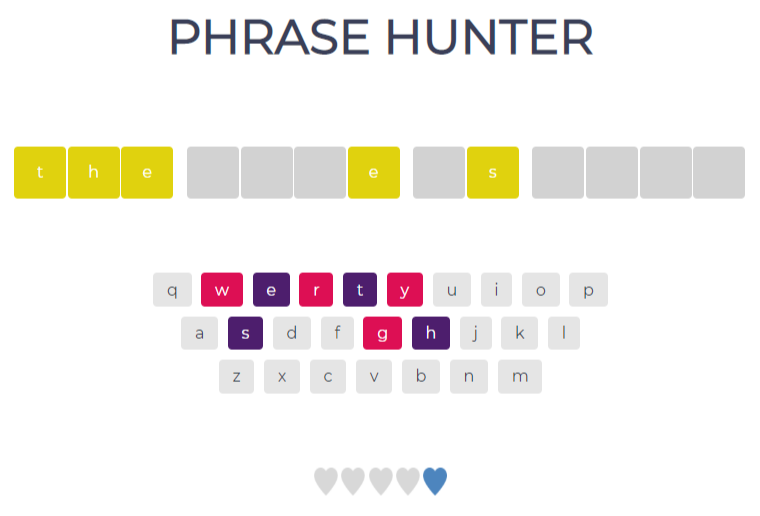 PHRASE HUNTER
t h e e s
q w e r t y u i o p
a s d f g h j k l
z x c v b n m